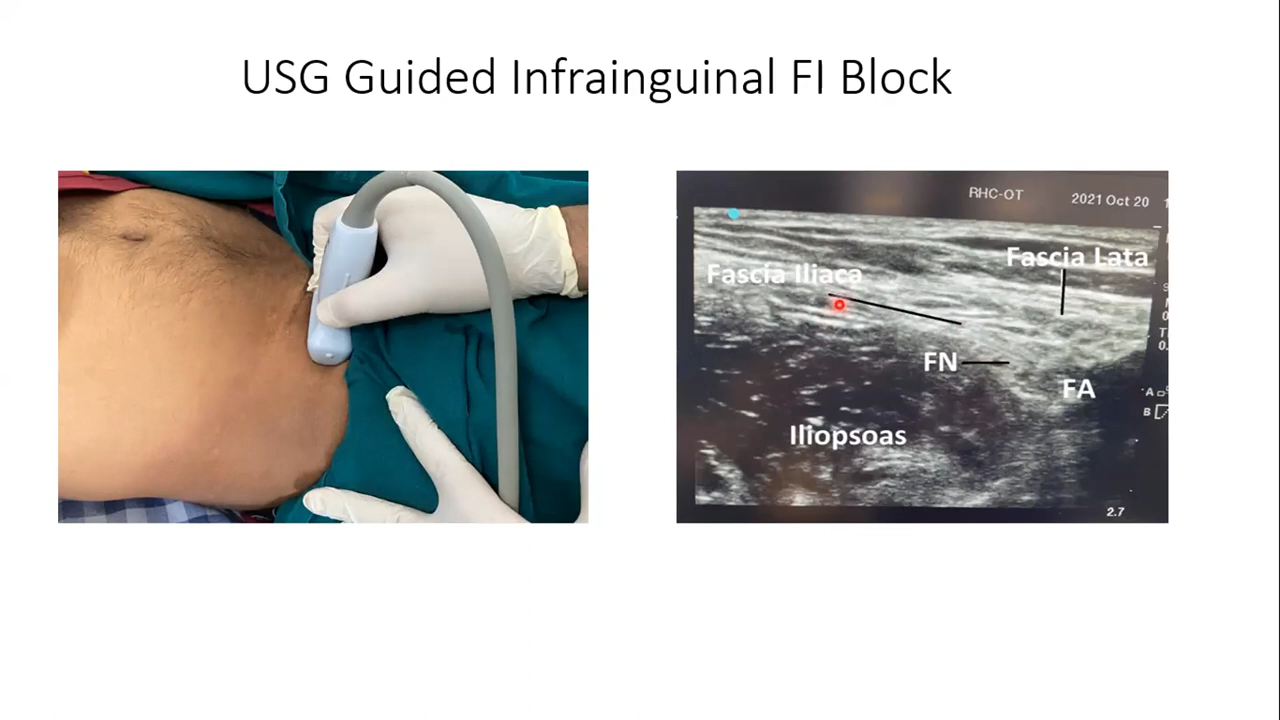 USG Guided Infrainguinal FI Block
RHC-OT
2021 Oct 20
Fascia Lata
Fascia Iliaca
FN
FA
A
B
Iliopsoas
2.7